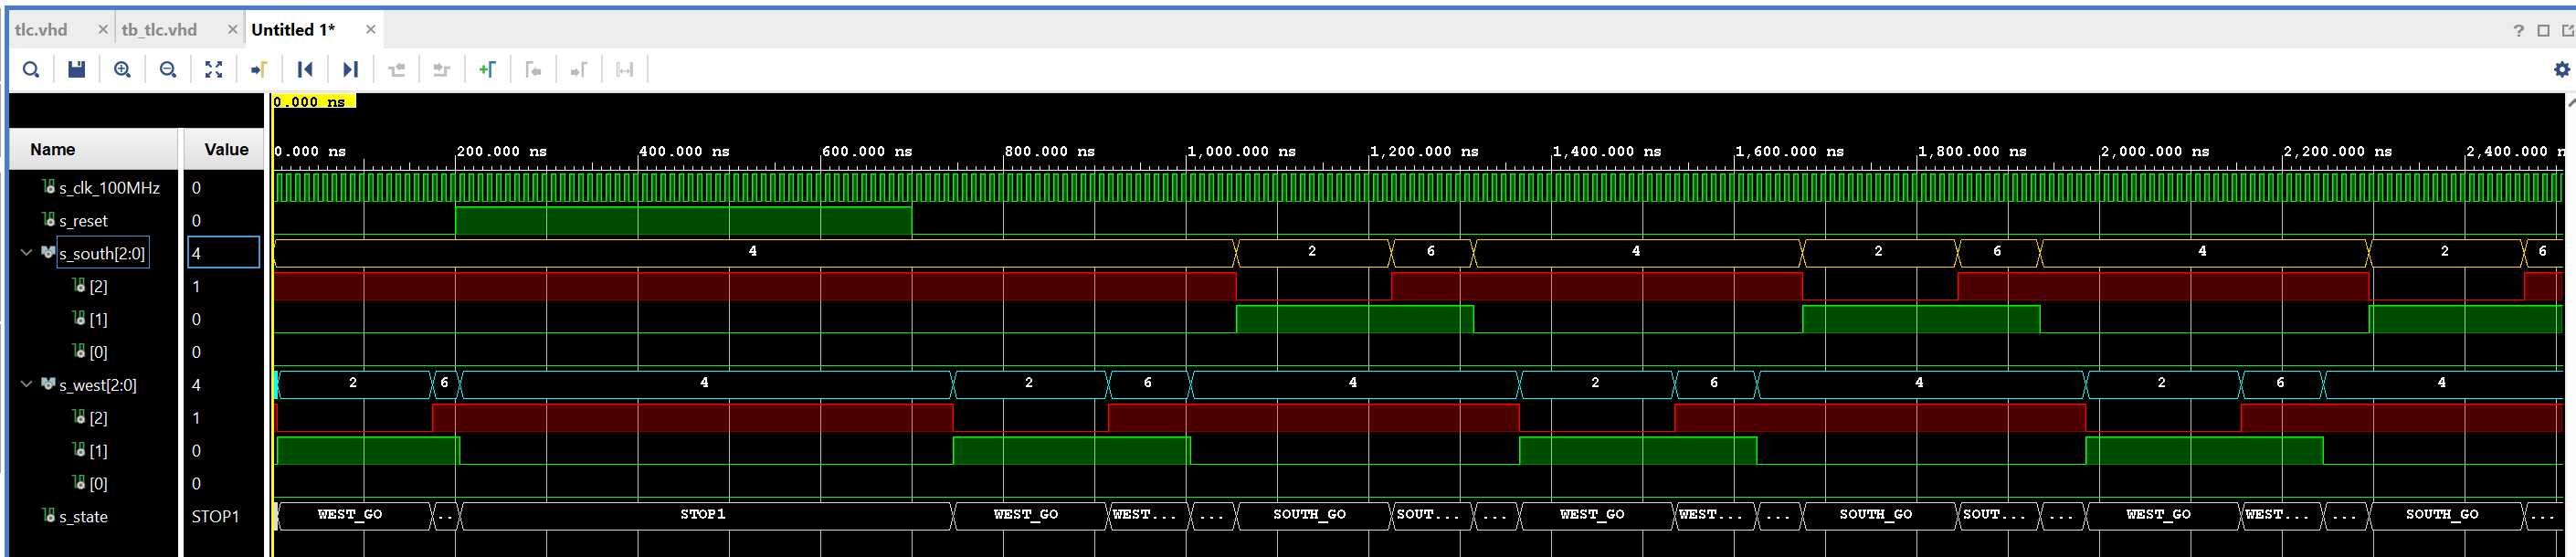 tlc.vhd × tb_tlc.vhd × Untitled 1* × ?
0.000 ns
Name Value 0.000 ns 200.000 ns 400.000 ns 600.000 ns 800.000 ns 1,000.000 ns 1,200.000 ns 1,400.000 ns 1,600.000 ns 1,800.000 ns 2,000.000 ns 2,200.000 ns 2,400.000 n
s_clk_100MHz 0
s_reset 0
s_south[2:0] 4 4 2 6 4 2 6 4 2 6
[2] 1
[1] 0
[0] 0
s_west[2:0] 4 2 6 4 2 6 4 2 6 4 2 6 4
[2] 1
[1] 0
[0] 0
s_state STOP1 WEST_GO .. STOP1 WEST_GO WEST... ... SOUTH_GO SOUT... ... WEST_GO WEST... ... SOUTH_GO SOUT... ... WEST_GO WEST... ... SOUTH_GO ...